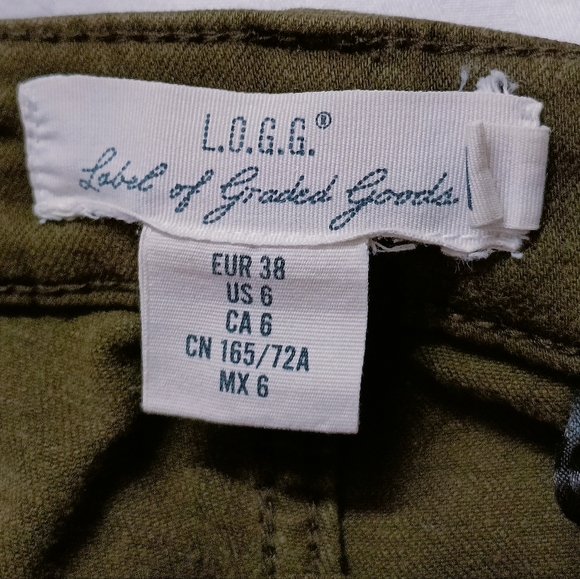 L.O.G.G.®
Label of Graded Goods
EUR 38
US 6
CA 6
CN 165/72A
MX 6